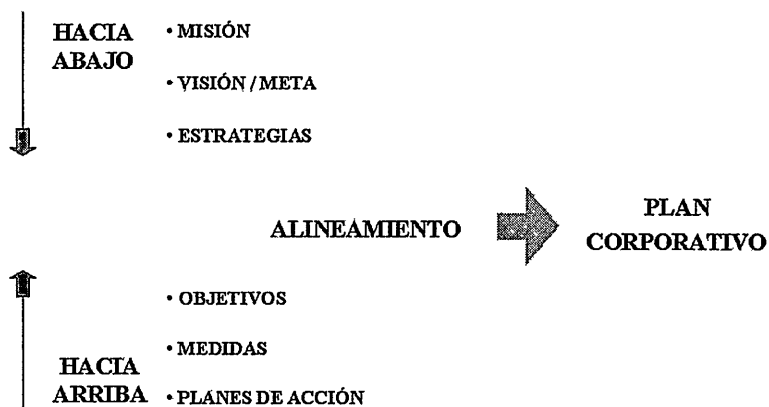 HACIA
ABAJO
• MISIÓN
• VISIÓN / META
• ESTRATEGIAS
ALINEAMIENTO
PLAN
CORPORATIVO
• OBJETIVOS
• MEDIDAS
HACIA
ARRIBA
• PLANES DE ACCIÓN